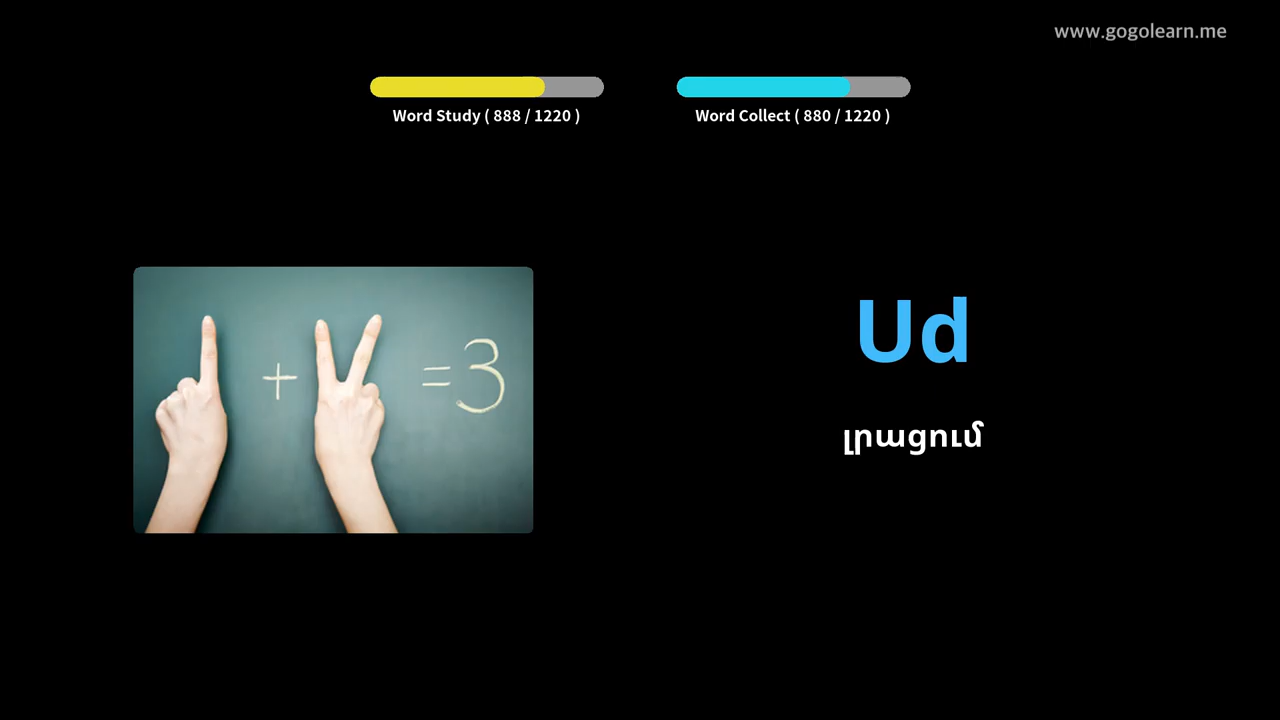 www.gogolearn.me
Word Study ( 888 / 1220 )
Word Collect ( 880 / 1220 )
+ = 3
Ud
լրացում